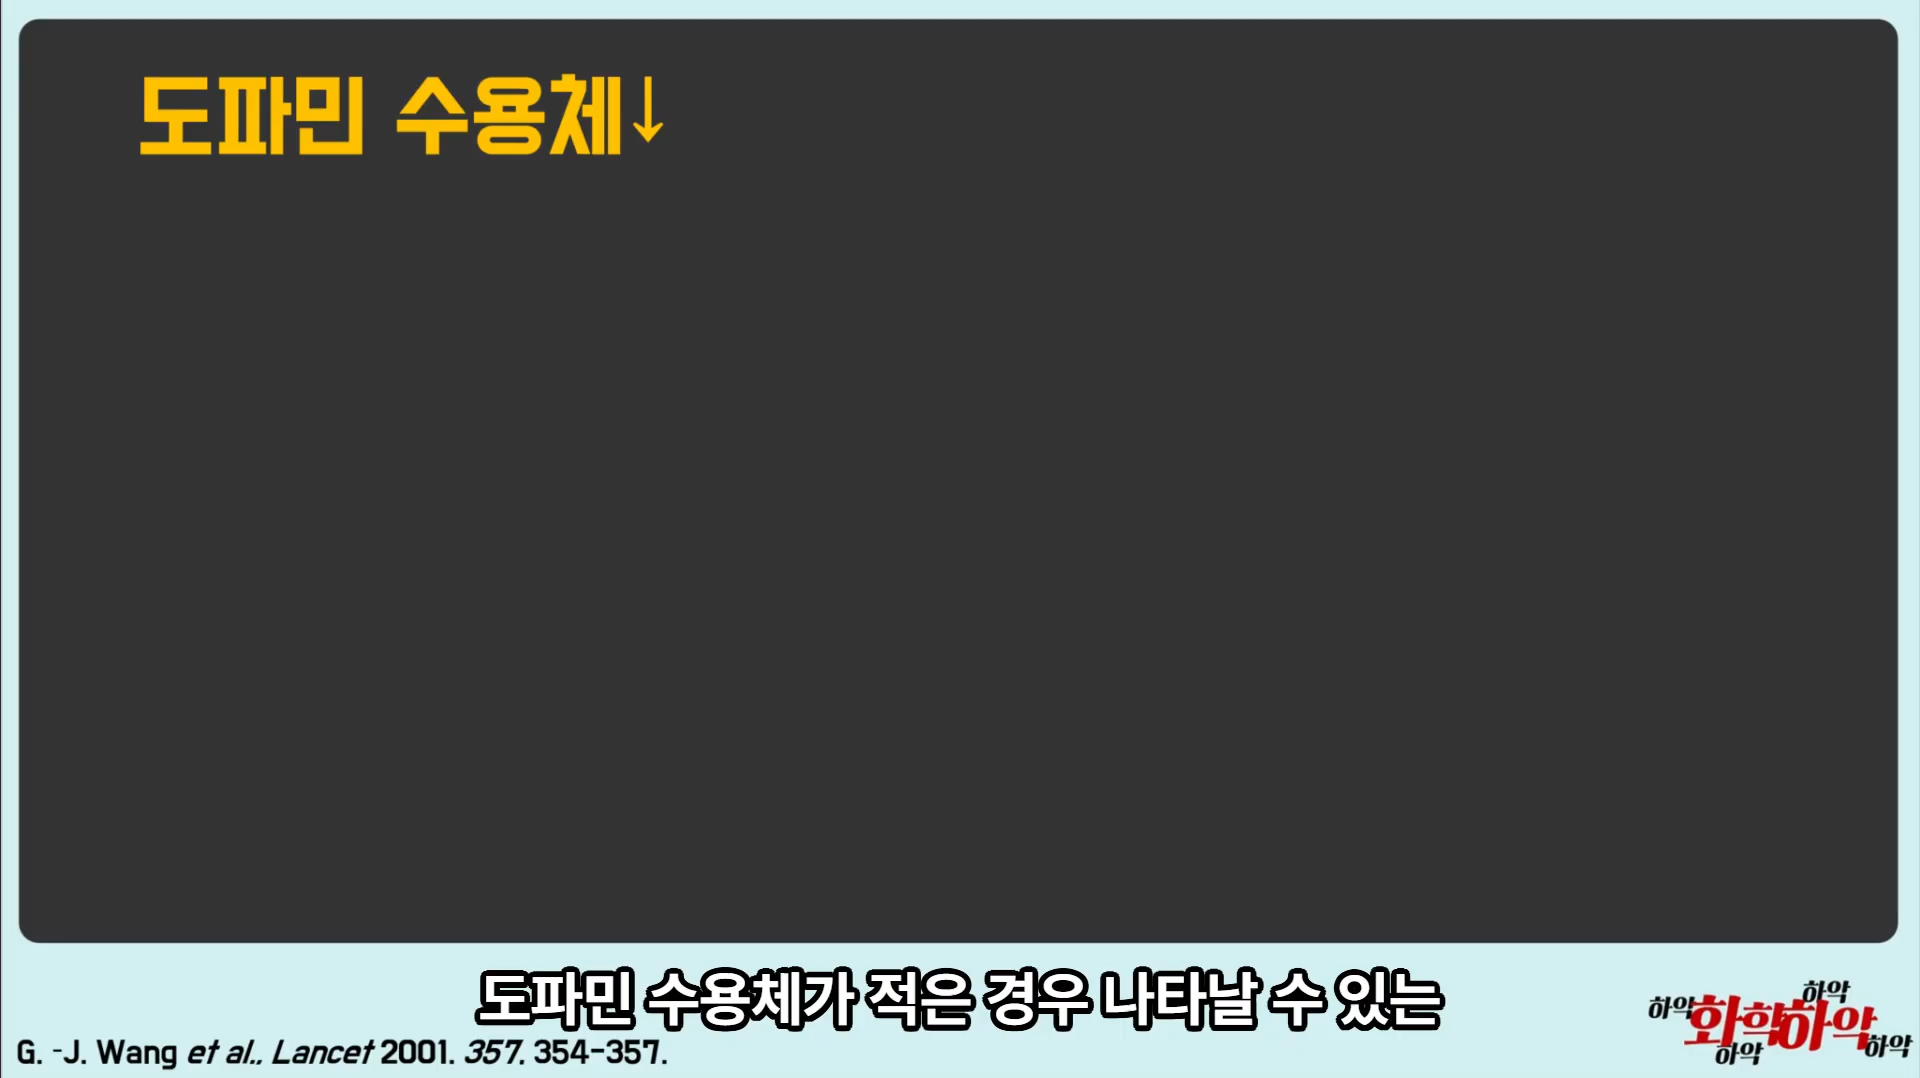 도파민 수용체↓
도파민 수용체가 적은 경우 나타날 수 있는
G. -J. Wang et al., Lancet 2001, 357, 354-357.
하약
하약
화학하약
하약
하약